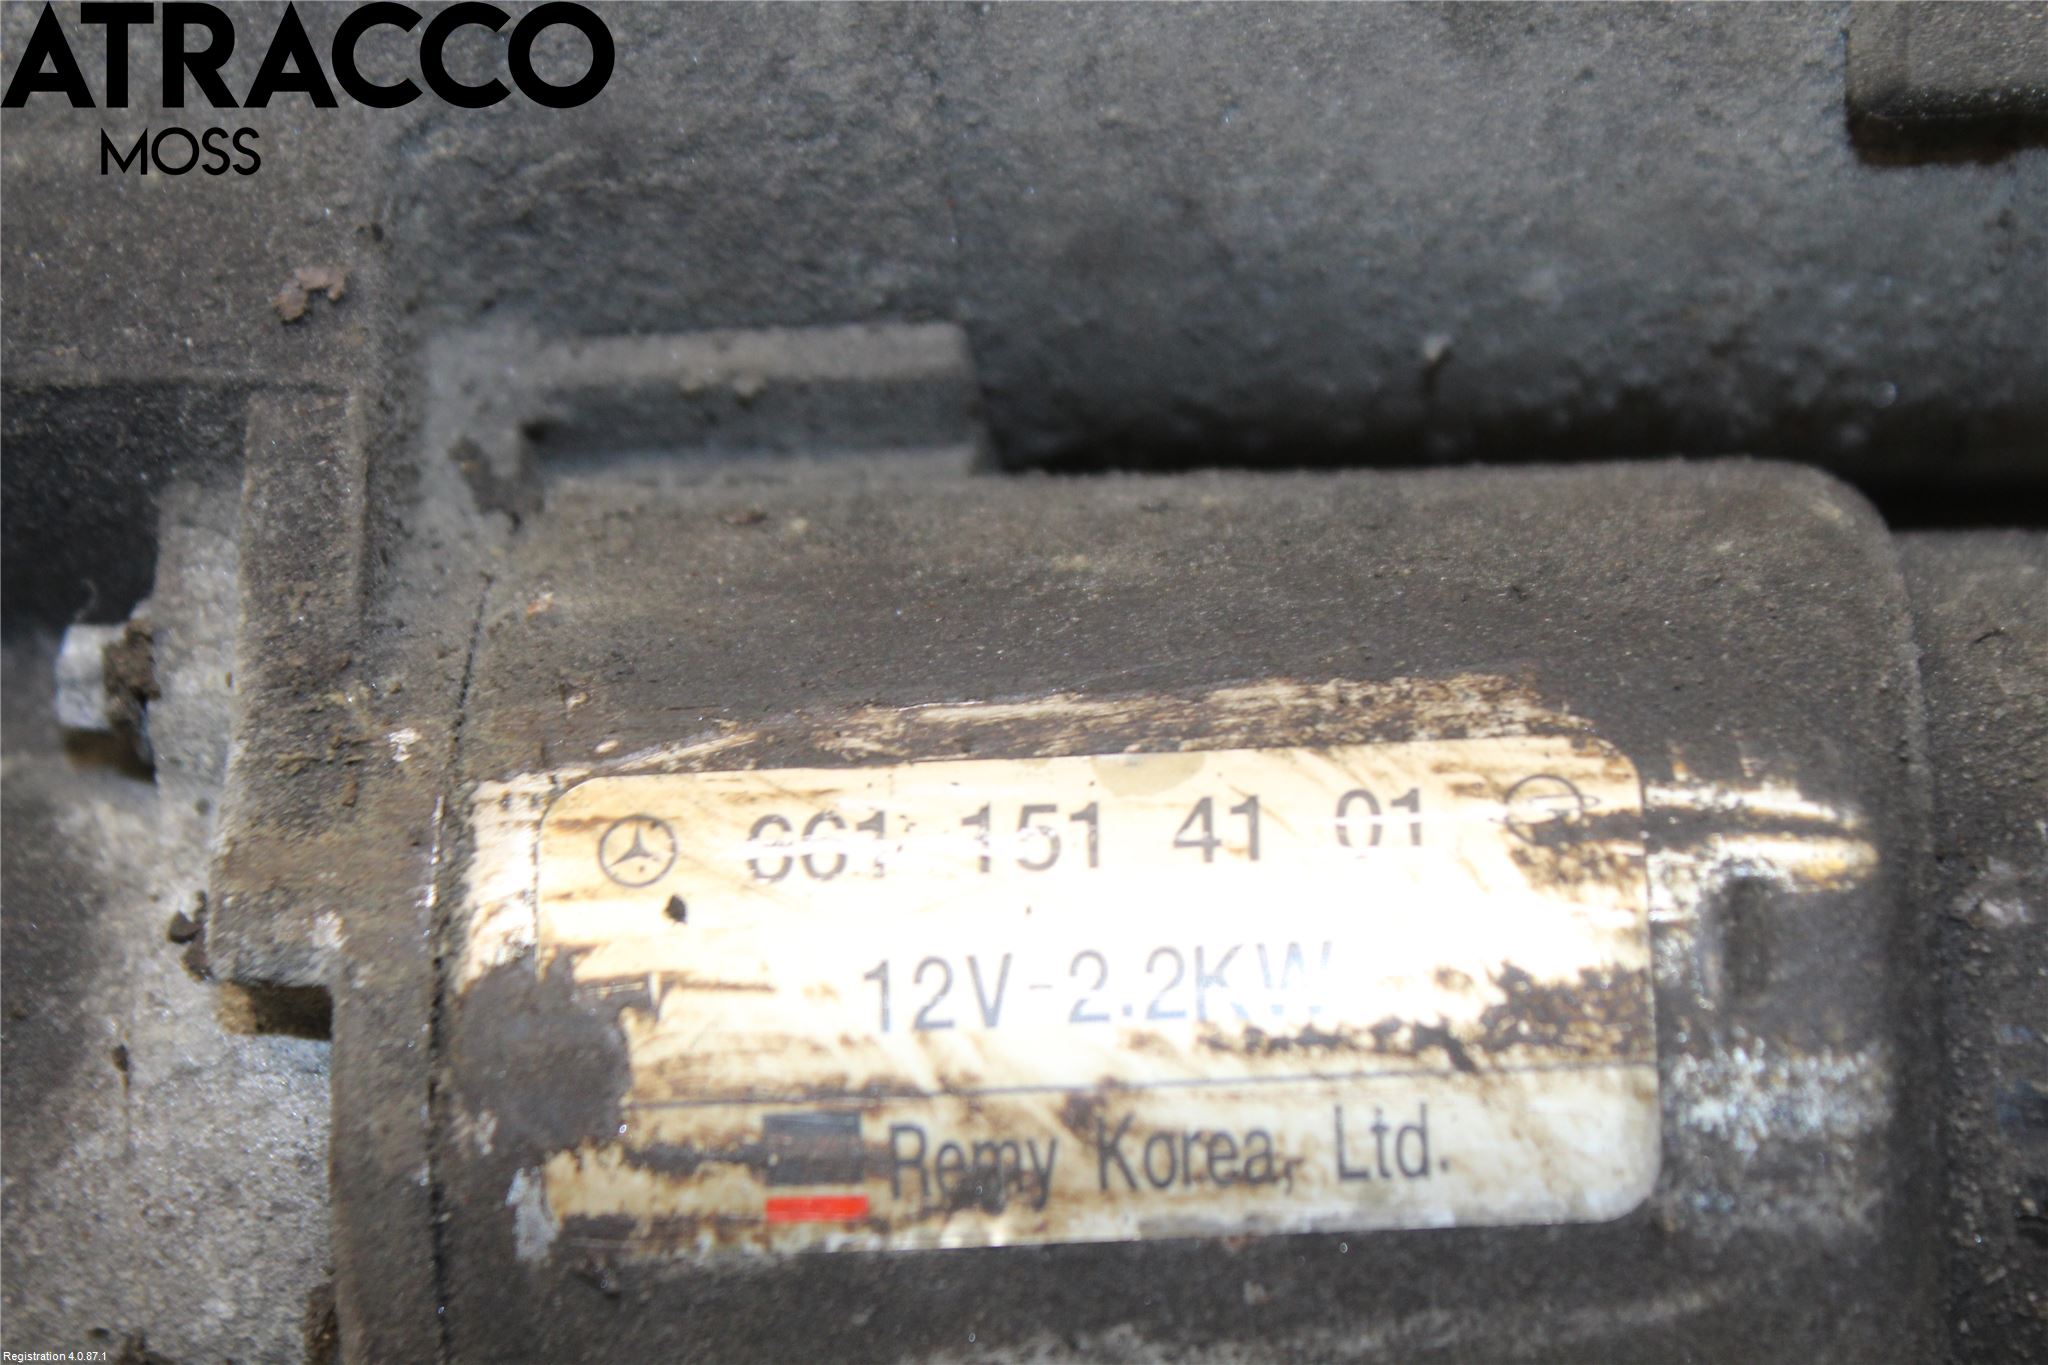 ATRACCO
MOSS
661 151 41 01
12V-2.2KW
Remy Korea, Ltd.
Registration 4.0.87.1